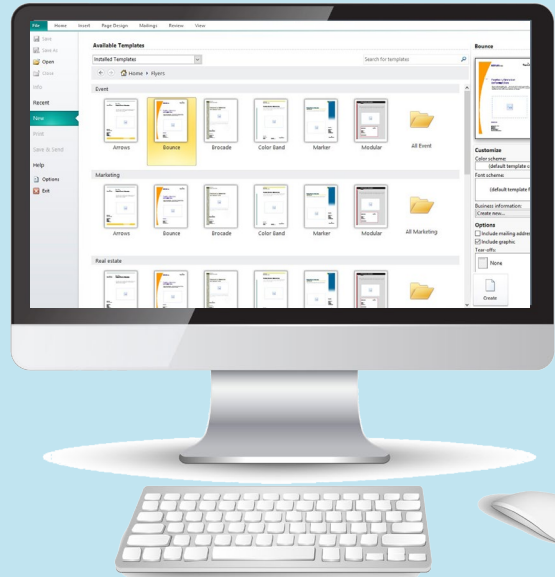 File Home Insert Page Design Mailings Review View
Save
Save As
Open
Close
Info
Recent
New
Print
Save & Send
Help
Options
Exit
Available Templates
Installed Templates
Search for templates
Home Flyers
Event
Arrows Bounce Brocade Color Band Marker Modular All Event
Marketing
Arrows Bounce Brocade Color Band Marker Modular All Marketing
Real estate
Bounce
Customize
Color scheme:
(default template c
Font scheme:
(default template f
Business information:
Create new...
Options
Include mailing addre
Include graphic
Tear-offs:
None
Create